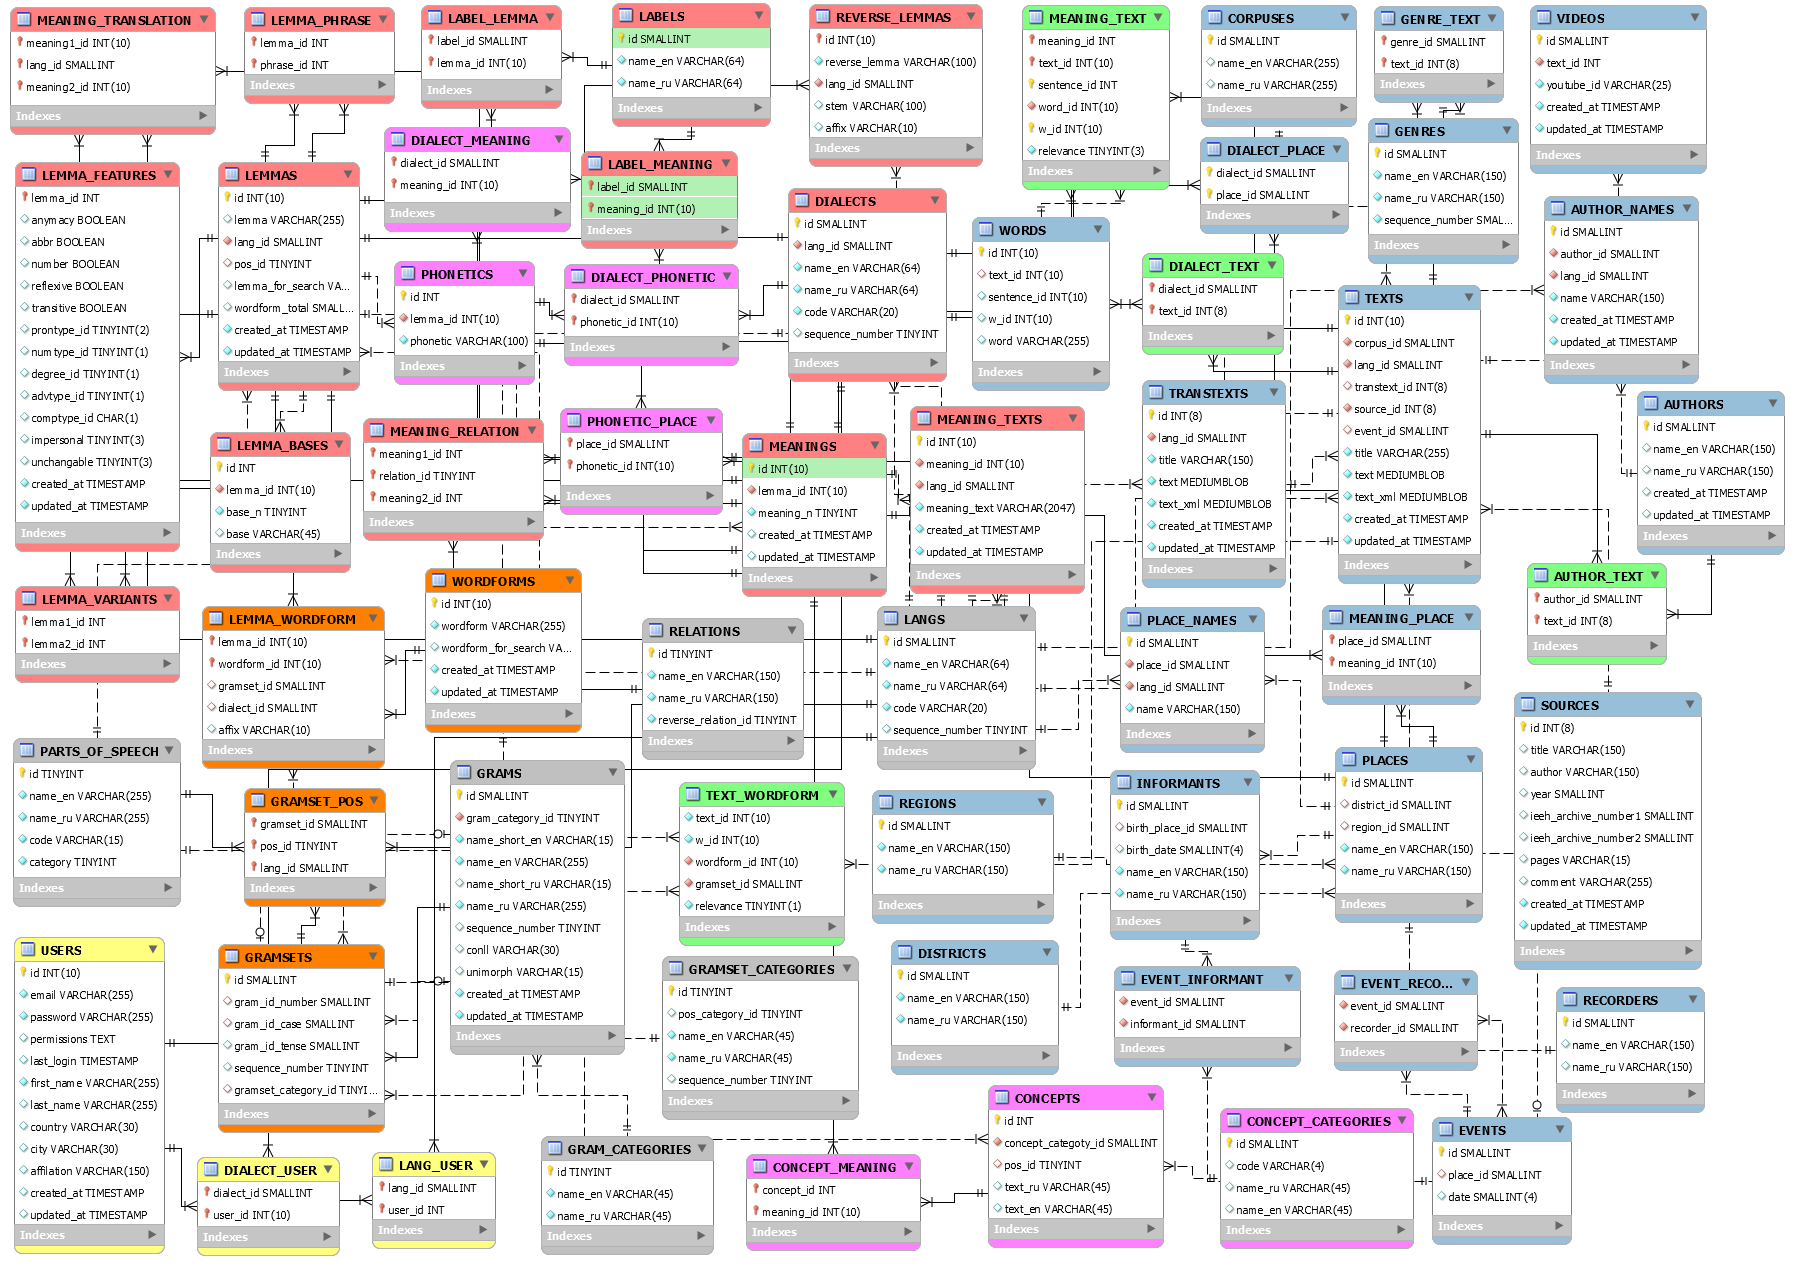 MEANING_TRANSLATION
meaning1_id INT(10)
lang_id SMALLINT
meaning2_id INT(10)
Indexes
LEMMA_PHRASE
lemma_id INT
phrase_id INT
Indexes
LABEL_LEMMA
label_id SMALLINT
lemma_id INT(10)
Indexes
LABELS
id SMALLINT
name_en VARCHAR(64)
name_ru VARCHAR(64)
Indexes
REVERSE_LEMMAS
id INT(10)
reverse_lemma VARCHAR(100)
lang_id SMALLINT
stem VARCHAR(100)
affix VARCHAR(10)
Indexes
MEANING_TEXT
meaning_id INT
text_id INT(10)
sentence_id INT
word_id INT(10)
w_id INT(10)
relevance TINYINT(3)
Indexes
CORPUSES
id SMALLINT
name_en VARCHAR(255)
name_ru VARCHAR(255)
Indexes
GENRE_TEXT
genre_id SMALLINT
text_id INT(8)
Indexes
VIDEOS
id SMALLINT
text_id INT
youtube_id VARCHAR(25)
created_at TIMESTAMP
updated_at TIMESTAMP
Indexes
DIALECT_MEANING
dialect_id SMALLINT
meaning_id INT(10)
Indexes
LABEL_MEANING
label_id SMALLINT
meaning_id INT(10)
Indexes
DIALECT_PLACE
dialect_id SMALLINT
place_id SMALLINT
Indexes
GENRES
id SMALLINT
name_en VARCHAR(150)
name_ru VARCHAR(150)
sequence_number SMAL...
Indexes
LEMMA_FEATURES
lemma_id INT
anymacy BOOLEAN
abbr BOOLEAN
number BOOLEAN
reflexive BOOLEAN
transitive BOOLEAN
prontype_id TINYINT(2)
numtype_id TINYINT(1)
degree_id TINYINT(1)
advtype_id TINYINT(1)
comptype_id CHAR(1)
impersonal TINYINT(3)
unchangable TINYINT(3)
created_at TIMESTAMP
updated_at TIMESTAMP
Indexes
LEMMAS
id INT(10)
lemma VARCHAR(255)
lang_id SMALLINT
pos_id TINYINT
lemma_for_search VA...
wordform_total SMALL...
created_at TIMESTAMP
updated_at TIMESTAMP
Indexes
PHONETICS
id INT
lemma_id INT(10)
phonetic VARCHAR(100)
Indexes
DIALECT_PHONETIC
dialect_id SMALLINT
phonetic_id INT(10)
Indexes
DIALECTS
id SMALLINT
lang_id SMALLINT
name_en VARCHAR(64)
name_ru VARCHAR(64)
code VARCHAR(20)
sequence_number TINYINT
Indexes
WORDS
id INT(10)
text_id INT(10)
sentence_id INT(10)
w_id INT(10)
word VARCHAR(255)
Indexes
DIALECT_TEXT
dialect_id SMALLINT
text_id INT(8)
Indexes
TEXTS
id INT(10)
corpus_id SMALLINT
lang_id SMALLINT
transtext_id INT(8)
source_id INT(8)
event_id SMALLINT
title VARCHAR(255)
text MEDIUMBLOB
text_xml MEDIUMBLOB
created_at TIMESTAMP
updated_at TIMESTAMP
Indexes
AUTHOR_NAMES
id SMALLINT
author_id SMALLINT
lang_id SMALLINT
name VARCHAR(150)
created_at TIMESTAMP
updated_at TIMESTAMP
Indexes
LEMMA_BASES
id INT
lemma_id INT(10)
base_n TINYINT
base VARCHAR(45)
Indexes
MEANING_RELATION
meaning1_id INT
relation_id TINYINT
meaning2_id INT
Indexes
PHONETIC_PLACE
place_id SMALLINT
phonetic_id INT(10)
Indexes
MEANINGS
id INT(10)
lemma_id INT(10)
meaning_n TINYINT
created_at TIMESTAMP
updated_at TIMESTAMP
Indexes
MEANING_TEXTS
id INT(10)
meaning_id INT(10)
lang_id SMALLINT
meaning_text VARCHAR(2047)
created_at TIMESTAMP
updated_at TIMESTAMP
Indexes
TRANSTEXTS
id INT(8)
lang_id SMALLINT
title VARCHAR(150)
text MEDIUMBLOB
text_xml MEDIUMBLOB
created_at TIMESTAMP
updated_at TIMESTAMP
Indexes
AUTHORS
id SMALLINT
name_en VARCHAR(150)
name_ru VARCHAR(150)
created_at TIMESTAMP
updated_at TIMESTAMP
Indexes
LEMMA_VARIANTS
lemma1_id INT
lemma2_id INT
Indexes
LEMMA_WORDFORM
lemma_id INT(10)
wordform_id INT(10)
gramset_id SMALLINT
dialect_id SMALLINT
affix VARCHAR(10)
Indexes
WORDFORMS
id INT(10)
wordform VARCHAR(255)
wordform_for_search VA...
created_at TIMESTAMP
updated_at TIMESTAMP
Indexes
RELATIONS
id TINYINT
name_en VARCHAR(150)
name_ru VARCHAR(150)
reverse_relation_id TINYINT
Indexes
LANGS
id SMALLINT
name_en VARCHAR(64)
name_ru VARCHAR(64)
code VARCHAR(20)
sequence_number TINYINT
Indexes
PLACE_NAMES
id SMALLINT
place_id SMALLINT
lang_id SMALLINT
name VARCHAR(150)
Indexes
MEANING_PLACE
place_id SMALLINT
meaning_id INT(10)
Indexes
AUTHOR_TEXT
author_id SMALLINT
text_id INT(8)
Indexes
PARTS_OF_SPEECH
id TINYINT
name_en VARCHAR(255)
name_ru VARCHAR(255)
code VARCHAR(15)
category TINYINT
Indexes
GRAMSET_POS
gramset_id SMALLINT
pos_id TINYINT
lang_id SMALLINT
Indexes
GRAMS
id SMALLINT
gram_category_id TINYINT
name_short_en VARCHAR(15)
name_en VARCHAR(255)
name_short_ru VARCHAR(15)
name_ru VARCHAR(255)
sequence_number TINYINT
conll VARCHAR(30)
unimorph VARCHAR(15)
created_at TIMESTAMP
updated_at TIMESTAMP
Indexes
TEXT_WORDFORM
text_id INT(10)
w_id INT(10)
wordform_id INT(10)
gramset_id SMALLINT
relevance TINYINT(1)
Indexes
REGIONS
id SMALLINT
name_en VARCHAR(150)
name_ru VARCHAR(150)
Indexes
INFORMANTS
id SMALLINT
birth_place_id SMALLINT
birth_date SMALLINT(4)
name_en VARCHAR(150)
name_ru VARCHAR(150)
Indexes
PLACES
id SMALLINT
district_id SMALLINT
region_id SMALLINT
name_en VARCHAR(150)
name_ru VARCHAR(150)
Indexes
SOURCES
id INT(8)
title VARCHAR(150)
author VARCHAR(150)
year SMALLINT
ieeh_archive_number1 SMALLINT
ieeh_archive_number2 SMALLINT
pages VARCHAR(15)
comment VARCHAR(255)
created_at TIMESTAMP
updated_at TIMESTAMP
Indexes
USERS
id INT(10)
email VARCHAR(255)
password VARCHAR(255)
permissions TEXT
last_login TIMESTAMP
first_name VARCHAR(255)
last_name VARCHAR(255)
country VARCHAR(30)
city VARCHAR(30)
affilation VARCHAR(150)
created_at TIMESTAMP
updated_at TIMESTAMP
Indexes
GRAMSETS
id SMALLINT
gram_id_number SMALLINT
gram_id_case SMALLINT
gram_id_tense SMALLINT
sequence_number TINYINT
gramset_category_id TINYI...
Indexes
GRAMSET_CATEGORIES
id TINYINT
pos_category_id TINYINT
name_en VARCHAR(45)
name_ru VARCHAR(45)
sequence_number TINYINT
Indexes
DISTRICTS
id SMALLINT
name_en VARCHAR(150)
name_ru VARCHAR(150)
Indexes
EVENT_INFORMANT
event_id SMALLINT
informant_id SMALLINT
Indexes
EVENT_RECO...
event_id SMALLINT
recorder_id SMALLINT
Indexes
RECORDERS
id SMALLINT
name_en VARCHAR(150)
name_ru VARCHAR(150)
Indexes
DIALECT_USER
dialect_id SMALLINT
user_id INT(10)
Indexes
LANG_USER
lang_id SMALLINT
user_id INT
Indexes
GRAM_CATEGORIES
id TINYINT
name_en VARCHAR(45)
name_ru VARCHAR(45)
Indexes
CONCEPT_MEANING
concept_id INT
meaning_id INT(10)
Indexes
CONCEPTS
id INT
concept_categoty_id SMALLINT
pos_id TINYINT
text_ru VARCHAR(45)
text_en VARCHAR(45)
Indexes
CONCEPT_CATEGORIES
id SMALLINT
code VARCHAR(4)
name_ru VARCHAR(45)
name_en VARCHAR(45)
Indexes
EVENTS
id SMALLINT
place_id SMALLINT
date SMALLINT(4)
Indexes